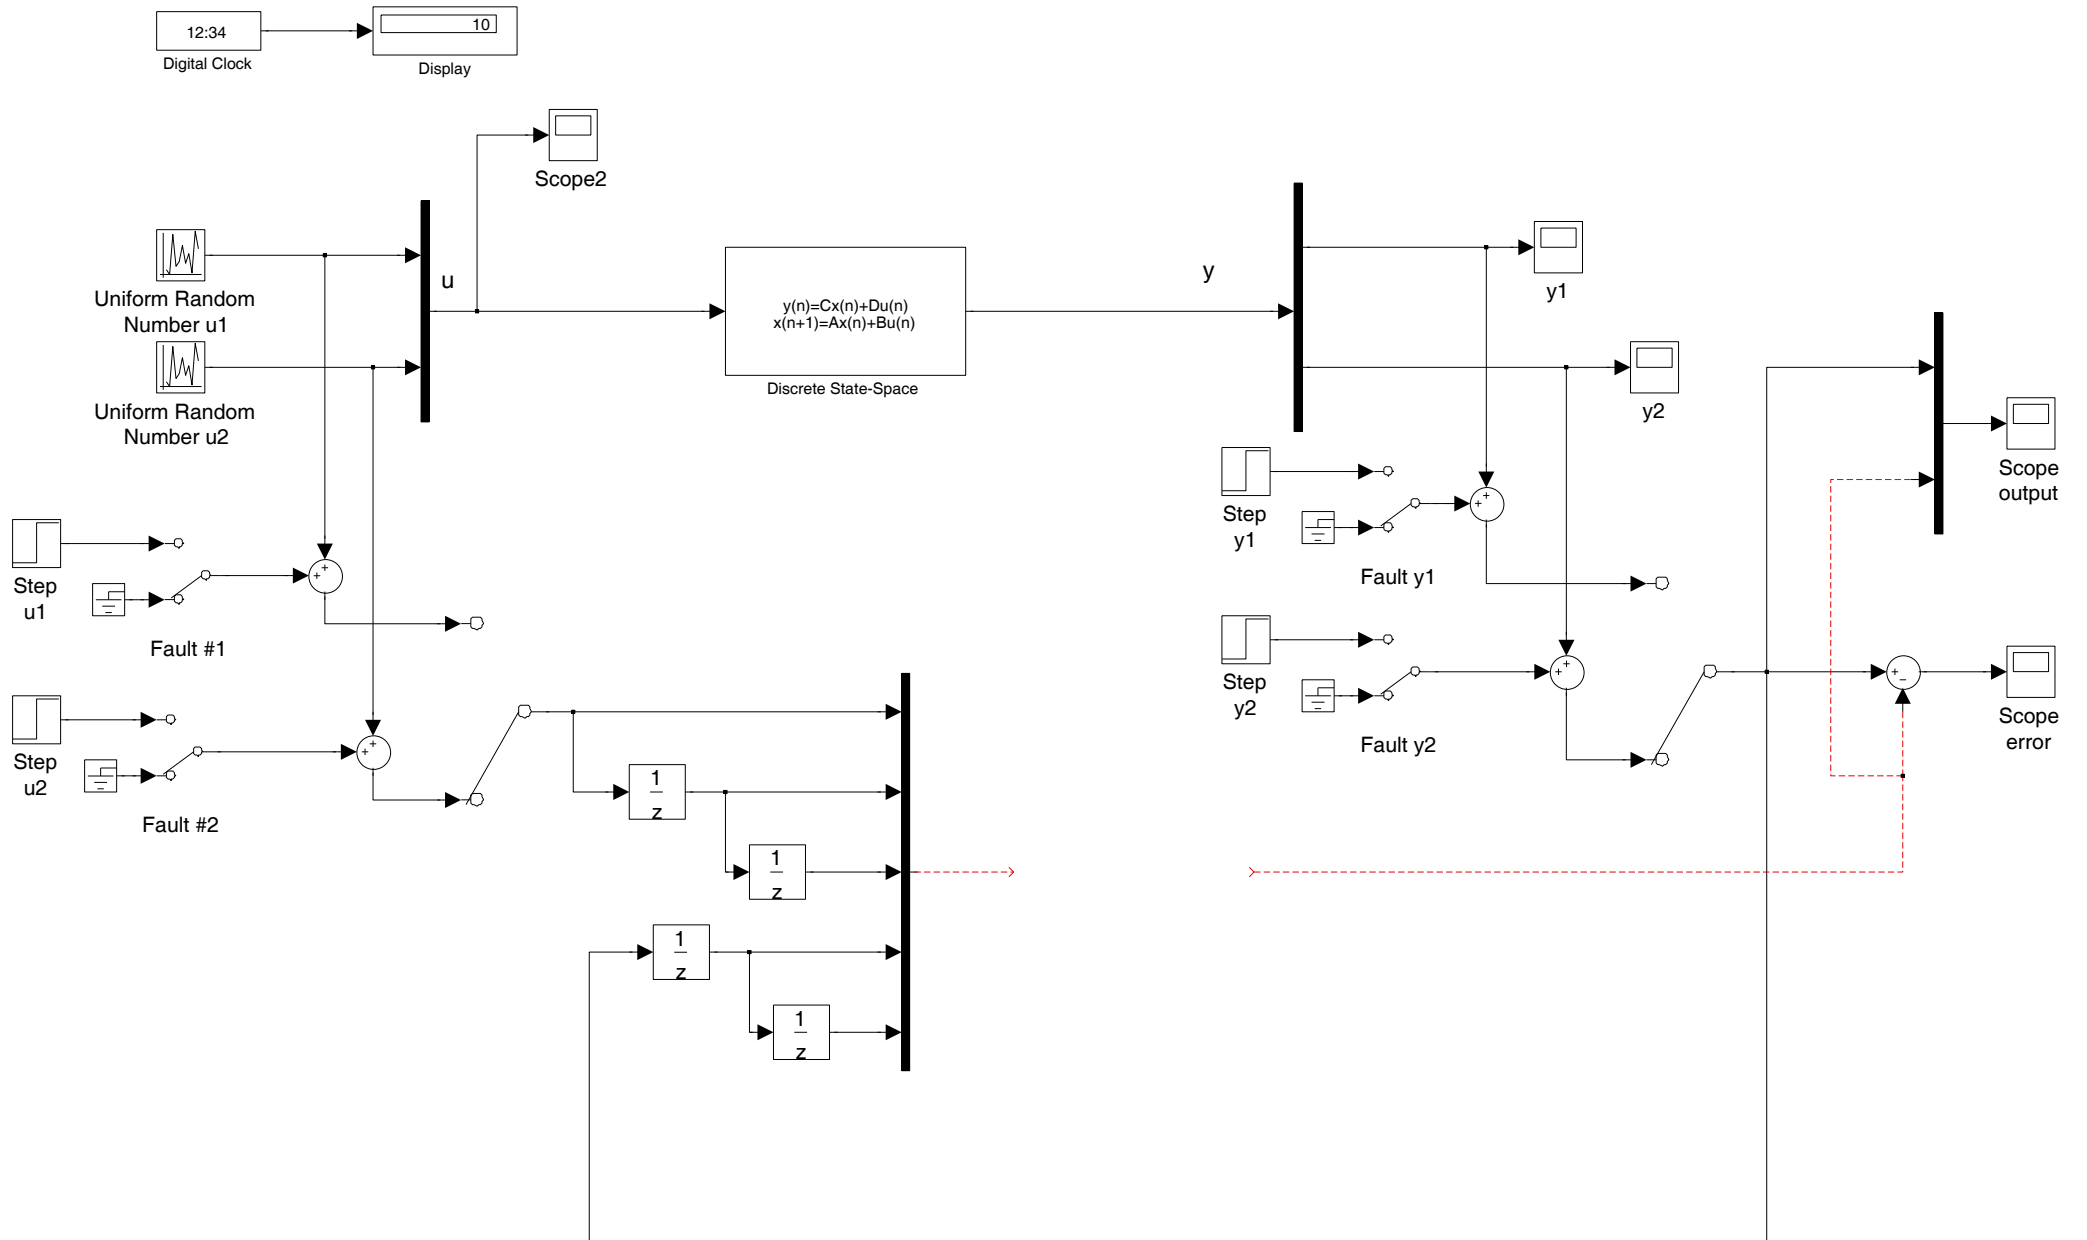 12:34
Digital Clock
10
Display
Scope2
Uniform Random
Number u1
Uniform Random
Number u2
u
y(n)=Cx(n)+Du(n)
x(n+1)=Ax(n)+Bu(n)
Discrete State-Space
y
y1
y2
Scope
output
Step
y1
+
+
Fault y1
Step
u1
+
+
Fault #1
Step
y2
+
+
Fault y2
+
−
Scope
error
Step
u2
+
+
Fault #2
1
z
1
z
1
z
1
z